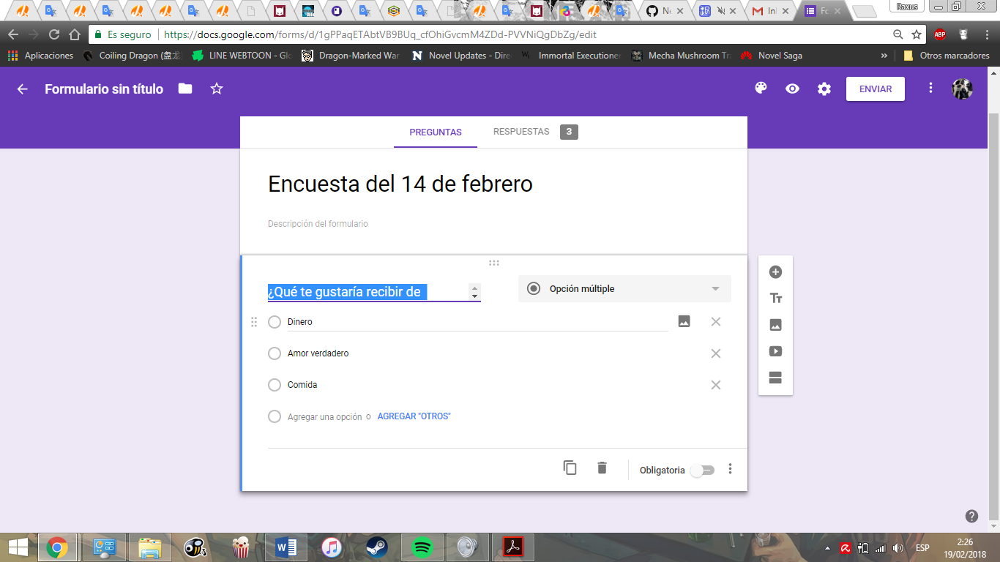 Raxus
Ne
Inl
Fo
Es seguro
https://docs.google.com/forms/d/1gPPaqETAbtVB9BUq_cfOhiGvcmM4ZDd-PVVNiQgDbZg/edit
ABP
Aplicaciones
Coiling Dragon (盘龙
LINE WEBTOON - Glo
Dragon-Marked War
Novel Updates - Dire
Immortal Executioner
Mecha Mushroom Tra
Novel Saga
»
Otros marcadores
Formulario sin título
ENVIAR
PREGUNTAS
RESPUESTAS 3
Encuesta del 14 de febrero
Descripción del formulario
¿Qué te gustaría recibir de
Opción múltiple
Dinero
Amor verdadero
Comida
Agregar una opción o AGREGAR "OTROS"
Obligatoria
ESP
2:26
19/02/2018